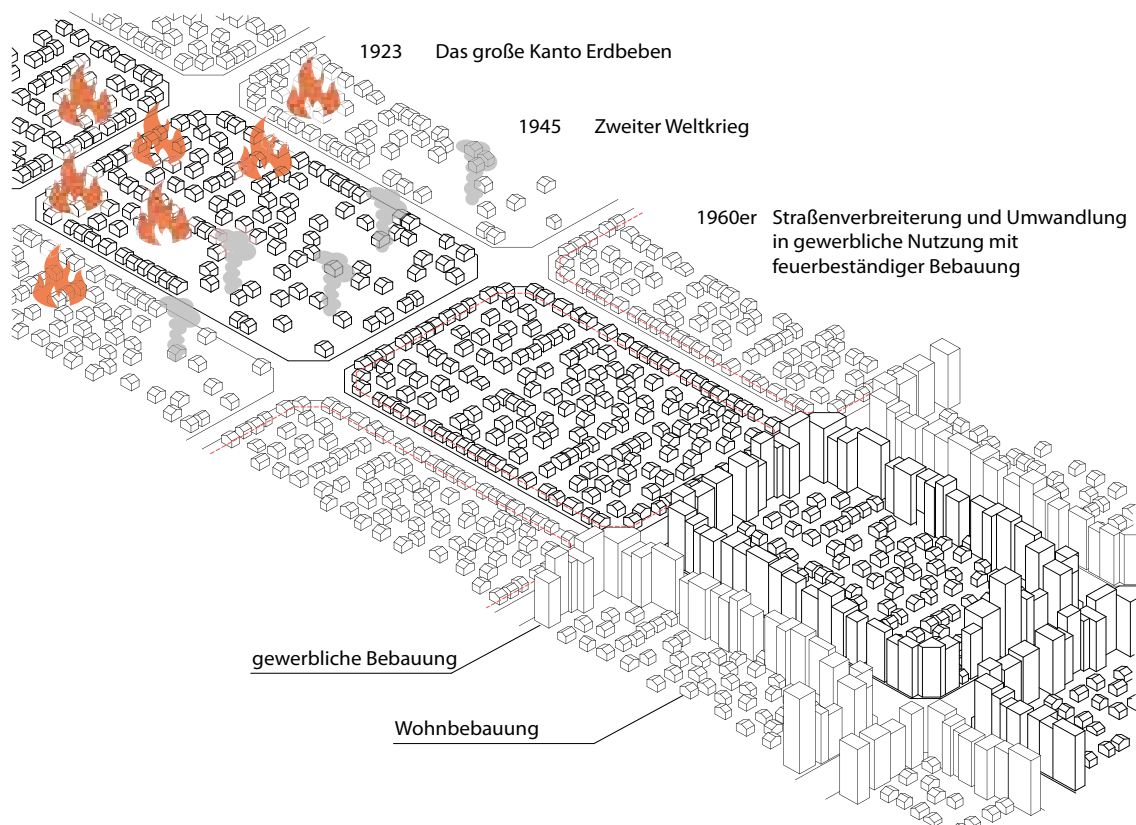 1923 Das große Kanto Erdbeben
1945 Zweiter Weltkrieg
1960er Straßenverbreiterung und Umwandlung
in gewerbliche Nutzung mit
feuerbeständiger Bebauung
gewerbliche Bebauung
Wohnbebauung